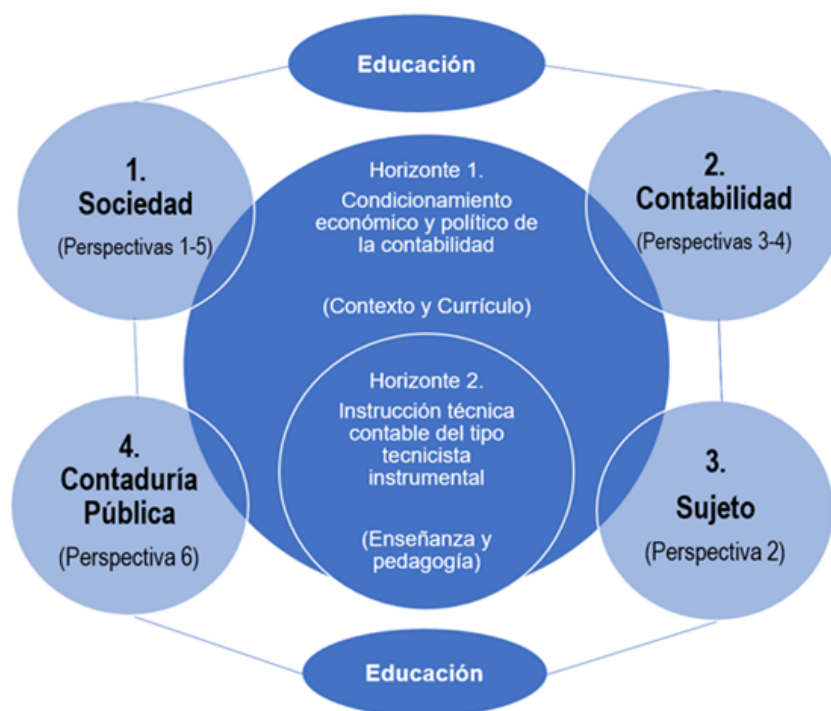 Educación
1.
Sociedad
(Perspectivas 1-5)
Horizonte 1.
Condicionamiento
económico y político de
la contabilidad
(Contexto y Currículo)
2.
Contabilidad
(Perspectivas 3-4)
4.
Contaduría
Pública
(Perspectiva 6)
Horizonte 2.
Instrucción técnica
contable del tipo
tecnicista
instrumental
(Enseñanza y
pedagogía)
3.
Sujeto
(Perspectiva 2)
Educación